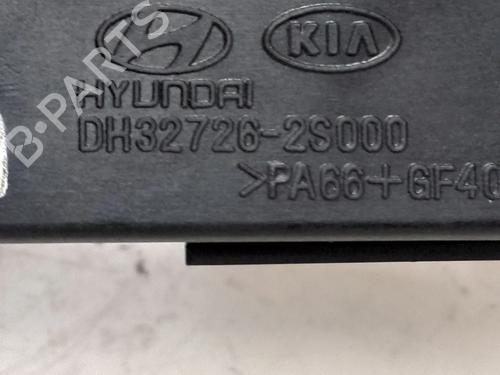 KIA
HYUNDAI
DH32726-2S000
>PA66+GF40
B-PARTS